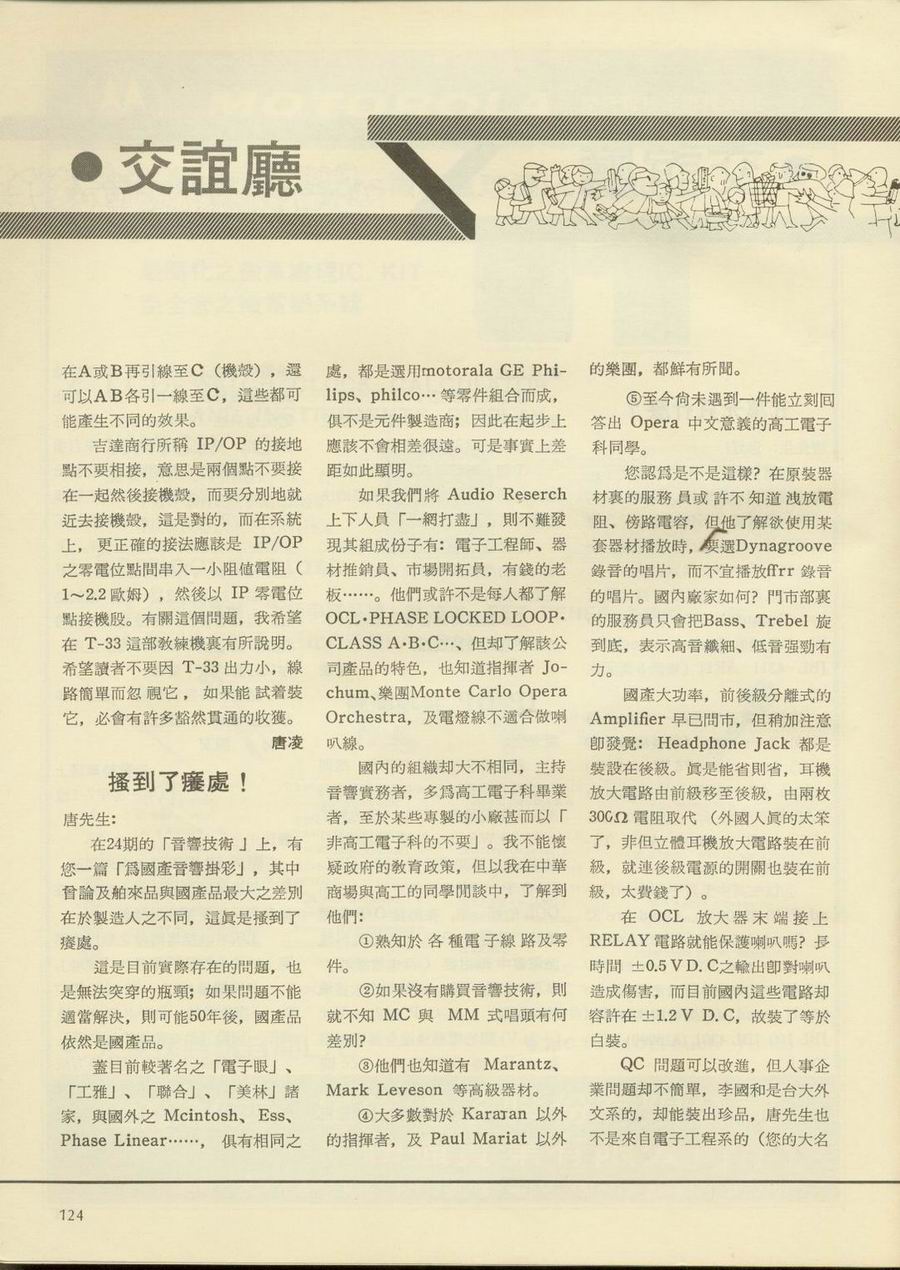 交誼廳
在A或B再引線至C（機殼），還
可以AB各引一線至C，這些都可
能產生不同的效果。
吉達商行所稱 IP/OP 的接地
點不要相接，意思是兩個點不要接
在一起然後接機殼，而要分別地就
近去接機殼，這是對的，而在系統
上， 更正確的接法應該是 IP/OP
之零電位點間串入一小阻値電阻（
1～2.2 歐姆），然後以 IP 零電位
點接機股。有關這個問題，我希望
在 T-33 這部教練機裏有所說明。
希望讀者不要因 T-33 出力小，線
路簡單而忽 視它 ， 如果能 試着裝
它，必會有許多豁然貫通的收獲。
唐凌
搔到了癢處！
唐先生：
在24期的「音響技術 」上，有
您一篇「爲國產音響掛彩」，其中
曾論及舶來品與國產品最大之差別
在於製造人之不同，這眞是搔到了
癢處。
這是目前實際存在的問題，也
是無法突穿的瓶頸；如果問題不能
適當解決，則可能50年後，國產品
依然是國產品。
蓋目前較著名之「電子眼」、
「工雅」、「聯合」、「美林」諸
家，與國外之 Mcintosh、Ess、
Phase Linear……， 俱有相同之
處，都是選用motorala GE Phi-
lips、philco… 等零件組合而成，
俱不是元件製造商；因此在起步上
應該不會相差很遠。可是事實上差
距如此顯明。
如果我們將 Audio Reserch
上下人員「一網打盡」，則不難發
現其組成份子有：電子工程師、器
材推銷員、市場開拓員，有錢的老
板……。他們或許不是每人都了解
OCL·PHASE LOCKED LOOP·
CLASS A·B·C…、但却了解該公
司產品的特色，也知道指揮者 Jo-
chum、樂團Monte Carlo Opera
Orchestra，及電燈線不適合做喇
叭線。
國內的組織却大不相同，主持
音響實務者，多爲高工電子科畢業
者，至於某些專製的小廠甚而以「
非高工電子科的不要」。我不能懷
疑政府的教育政策，但以我在中華
商場與高工的同學閒談中，了解到
他們：
①熟知於 各 種電 子線 路及零
件。
②如果沒有購買音響技術，則
就不知 MC 與 MM 式唱頭有何
差別？
③他們也知道有 Marantz、
Mark Leveson 等高級器材。
④大多數對於 Kararan 以外
的指揮者，及 Paul Mariat 以外
的樂團，都鮮有所聞。
⑤至今尙未遇到一件能立刻回
答出 Opera 中文意義的高工電子
科同學。
您認爲是不是這樣？在原裝器
材裏的服務 員或 許不 知道 洩放電
阻、傍路電容，但他了解欲使用某
套器材播放時，要選Dynagroove
錄音的唱片，而不宜播放ffrr 錄音
的唱片。國內廠家如何？門市部裏
的服務員只會把Bass、Trebel 旋
到底，表示高音纖細、低音强勁有
力。
國產大功率，前後級分離式的
Amplifier 早已問市，但稍加注意
卽發覺： Headphone Jack 都是
裝設在後級。眞是能省則省，耳機
放大電路由前級移至後級，由兩枚
300Ω 電阻取代 （外國人眞的太笨
了，非但立體耳機放大電路裝在前
級，就連後級電源的開關也裝在前
級，太費錢了）。
在 OCL 放大器末端接上
RELAY 電路就能保護喇叭嗎？長
時間 ±0.5 V D. C之輸出卽對喇叭
造成傷害，而目前國內這些電路却
容許在 ±1.2 V D. C，故裝了等於
白裝。
QC 問題可以改進，但人事企
業問題却不簡單，李國和是台大外
文系的，却能裝出珍品，唐先生也
不是來自電子工程系的（您的大名
124